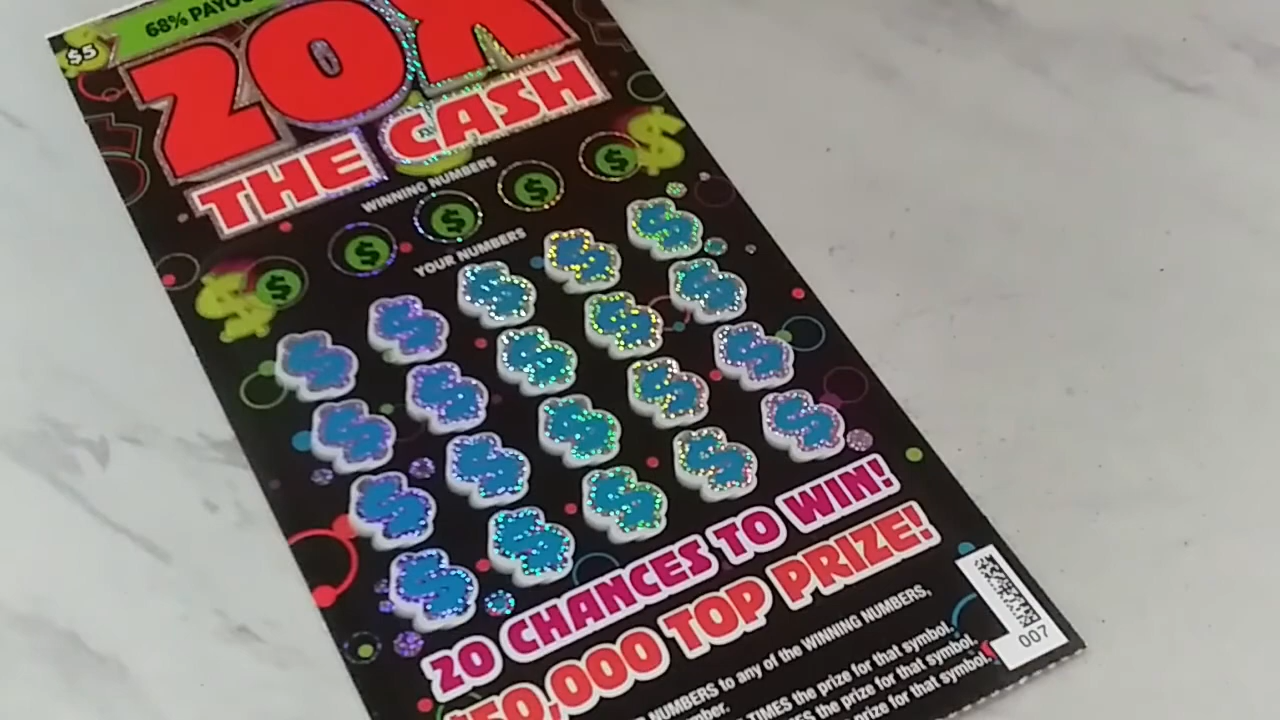 $5
68% PAYOU
20X
THE CASH
WINNING NUMBERS
YOUR NUMBERS
20 CHANCES TO WIN!
$50,000 TOP PRIZE!
NUMBERS to any of the WINNING NUMBERS,
TIMES the prize for that symbol.
the prize for that symbol.
prize for that symbol.
007